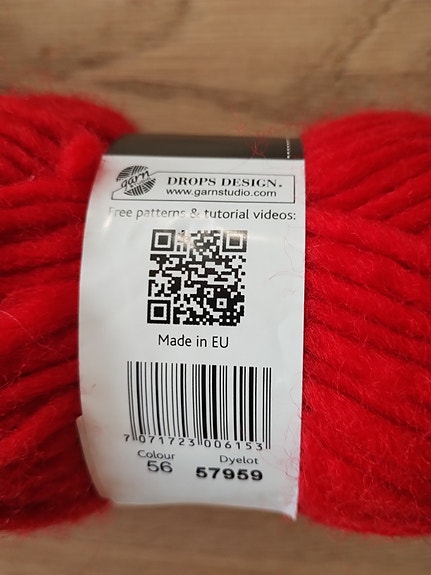 garn
DROPS DESIGN.
www.garnstudio.com
Free patterns & tutorial videos:
Made in EU
7 071723 006153
Colour Dyelot
56 57959